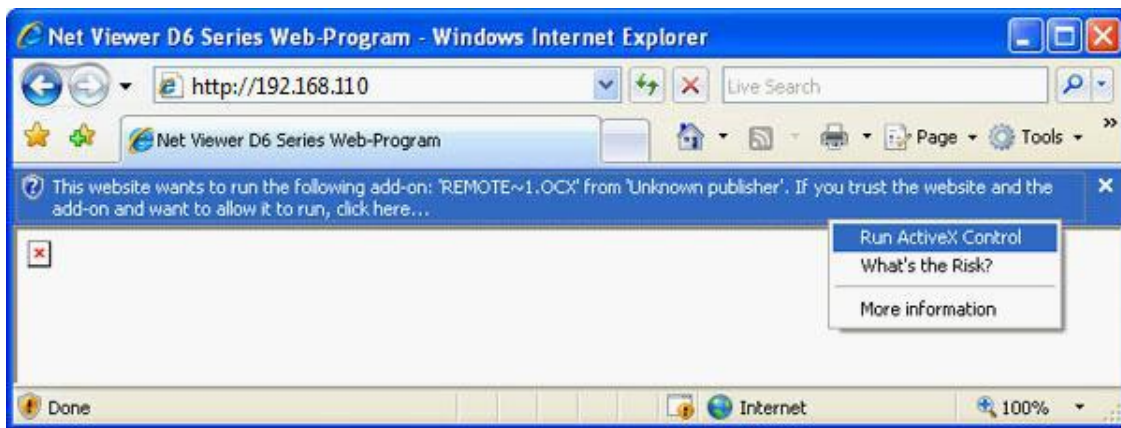 Net Viewer D6 Series Web-Program - Windows Internet Explorer
http://192.168.110
Live Search
Net Viewer D6 Series Web-Program
Page
Tools
»
This website wants to run the following add-on: 'REMOTE~1.OCX' from 'Unknown publisher'. If you trust the website and the
add-on and want to allow it to run, click here...
Run ActiveX Control
What's the Risk?
More information
Done
Internet
100%